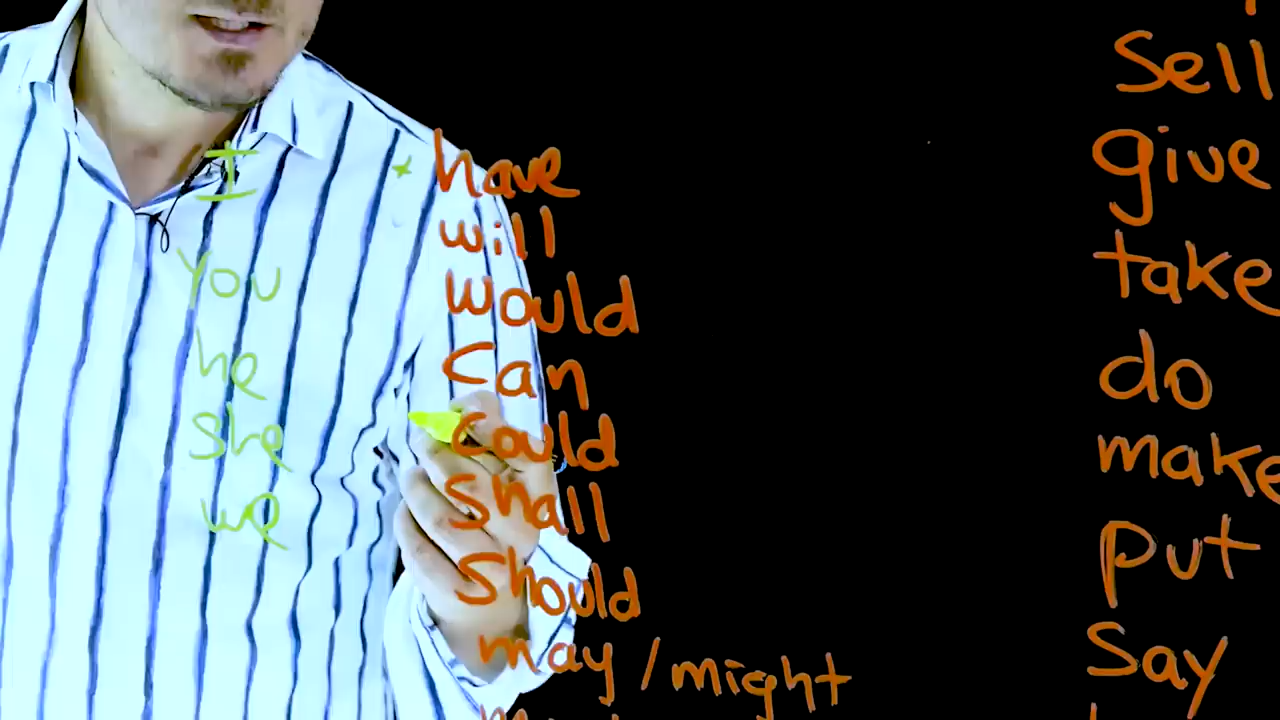 I
You
he
she
we
+ have
will
would
can
could
shall
should
may / might
sell
give
take
do
make
put
say